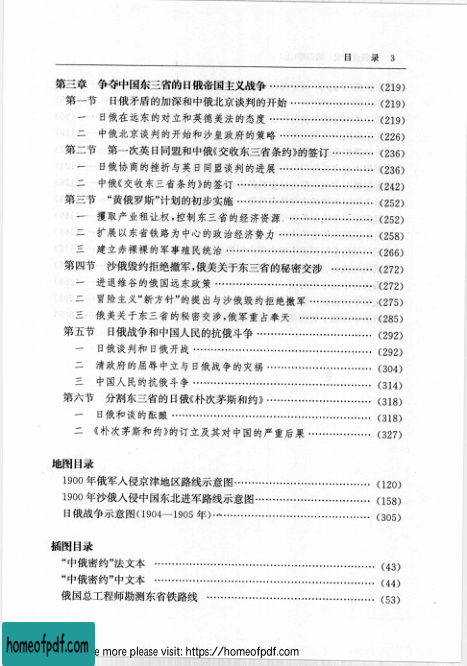 目 录 3
第三章 争夺中国东三省的日俄帝国主义战争 (219)
第一节 日俄矛盾的加深和中俄北京谈判的开始 (219)
一 日俄在远东的对立和英德美法的态度 (219)
二 中俄北京谈判的开始和沙皇政府的策略 (226)
第二节 第一次英日同盟和中俄《交收东三省条约》的签订 (236)
一 日俄协商的挫折与英日同盟谈判的进展 (236)
二 中俄《交收东三省条约》的签订 (242)
第三节 “黄俄罗斯”计划的初步实施 (252)
一 攫取产业租让权,控制东三省的经济资源 (252)
二 扩展以东省铁路为中心的政治经济势力 (258)
三 建立赤裸裸的军事殖民统治 (266)
第四节 沙俄毁约拒绝撤军,俄美关于东三省的秘密交涉 (272)
一 进退维谷的俄国远东政策 (272)
二 冒险主义“新方针”的提出与沙俄毁约拒绝撤军 (275)
三 俄美关于东三省的秘密交涉,俄军重占奉天 (285)
第五节 日俄战争和中国人民的抗俄斗争 (292)
一 日俄谈判和日俄开战 (292)
二 清政府的屈辱中立与日俄战争的灾祸 (304)
三 中国人民的抗俄斗争 (314)
第六节 分割东三省的日俄《朴次茅斯和约》 (318)
一 日俄和谈的酝酿 (318)
二 《朴次茅斯和约》的订立及其对中国的严重后果 (327)
地图目录
1900年俄军入侵京津地区路线示意图 (120)
1900年沙俄入侵中国东北进军路线示意图 (158)
日俄战争示意图(1904—1905年) (305)
插图目录
“中俄密约”法文本 (43)
“中俄密约”中文本 (44)
俄国总工程师勘测东省铁路线 (53)
homeofpdf.com
e more please visit: https://homeofpdf.com